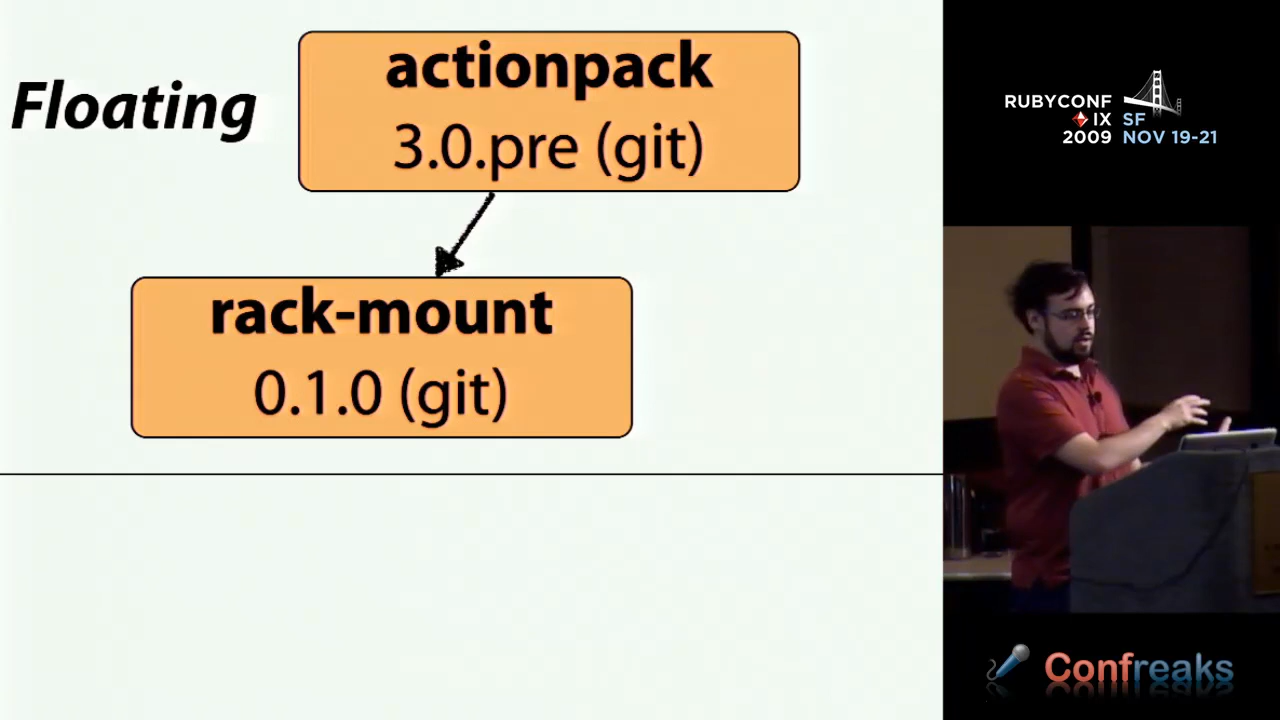 Floating
actionpack
3.0.pre (git)
rack-mount
0.1.0 (git)
RUBYCONF
IX SF
2009 NOV 19-21
Confreaks